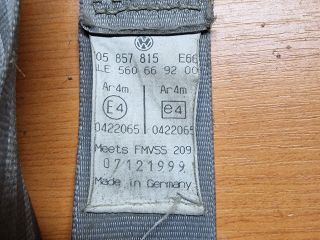 05 857 815 E66
LE 560 66 92 00
Ar4m Ar4m
E4 e4
0422065 0422065
Meets FMVSS 209
07121999
Made in Germany